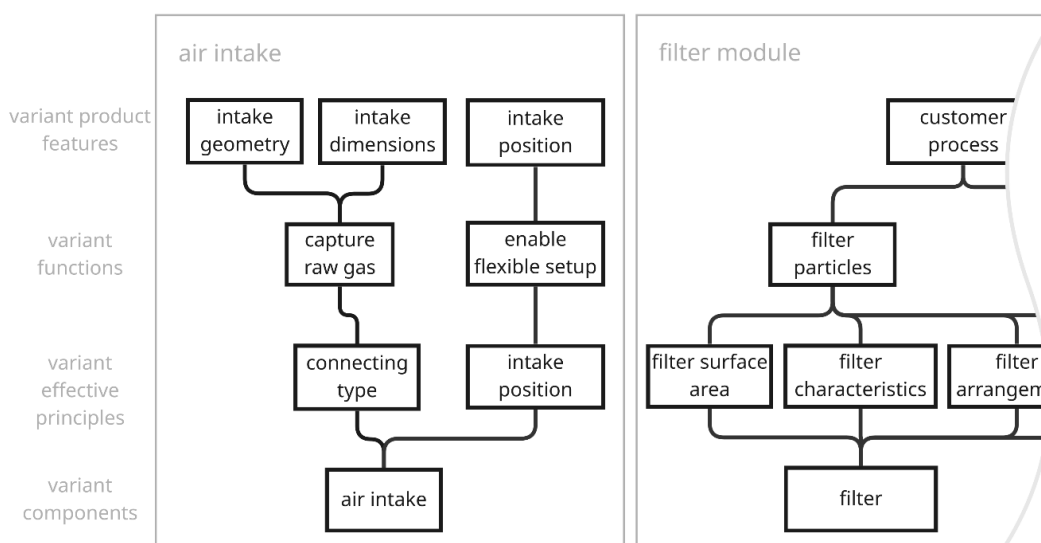 air intake
filter module
variant product
features
intake
geometry
intake
dimensions
intake
position
customer
process
variant
functions
capture
raw gas
enable
flexible setup
filter
particles
variant
effective
principles
connecting
type
intake
position
filter surface
area
filter
characteristics
filter
variant
components
air intake
filter